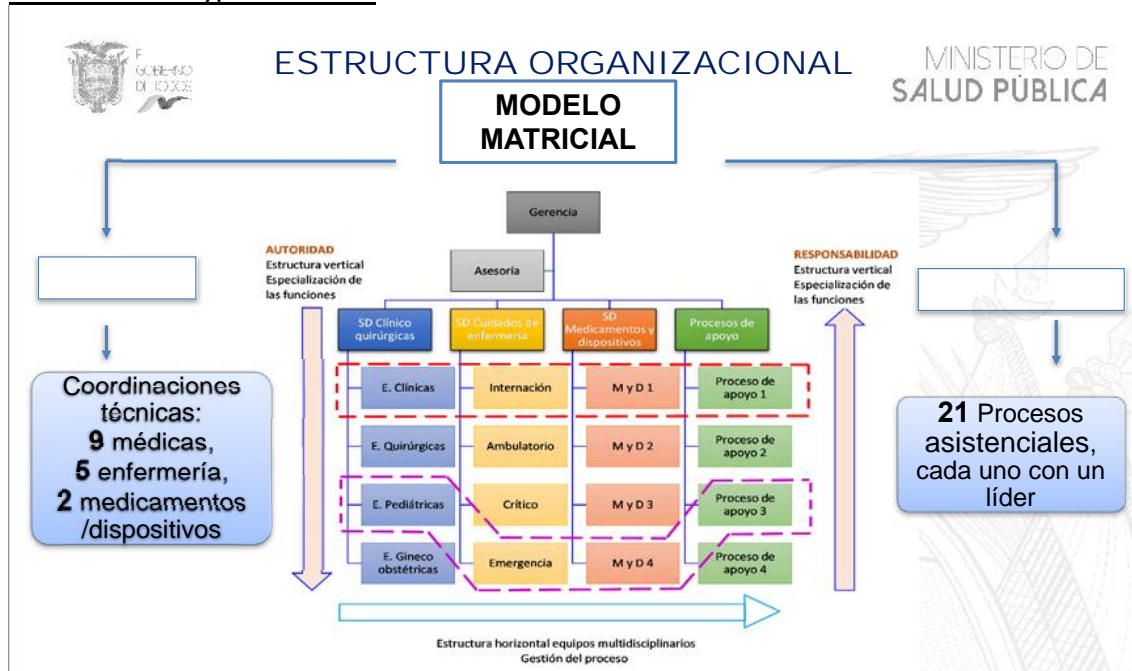 ESTRUCTURA ORGANIZACIONAL
GOBIERNO
DE TODOS
MINISTERIO DE
SALUD PÚBLICA
MODELO
MATRICIAL
Gerencia
Asesoría
AUTORIDAD
Estructura vertical
Especialización de
las funciones
RESPONSABILIDAD
Estructura vertical
Especialización de
las funciones
SD Clínico
quirúrgicas
SD Cuidados de
enfermería
SD
Medicamentos y
dispositivos
Procesos de
apoyo
E. Clínicas
Internación
M y D 1
Proceso de
apoyo 1
E. Quirúrgicas
Ambulatorio
M y D 2
Proceso de
apoyo 2
E. Pediátricas
Crítico
M y D 3
Proceso de
apoyo 3
E. Gineco
obstétricas
Emergencia
M y D 4
Proceso de
apoyo 4
Coordinaciones
técnicas:
9 médicas,
5 enfermería,
2 medicamentos
/dispositivos
21 Procesos
asistenciales,
cada uno con un
líder
Estructura horizontal equipos multidisciplinarios
Gestión del proceso